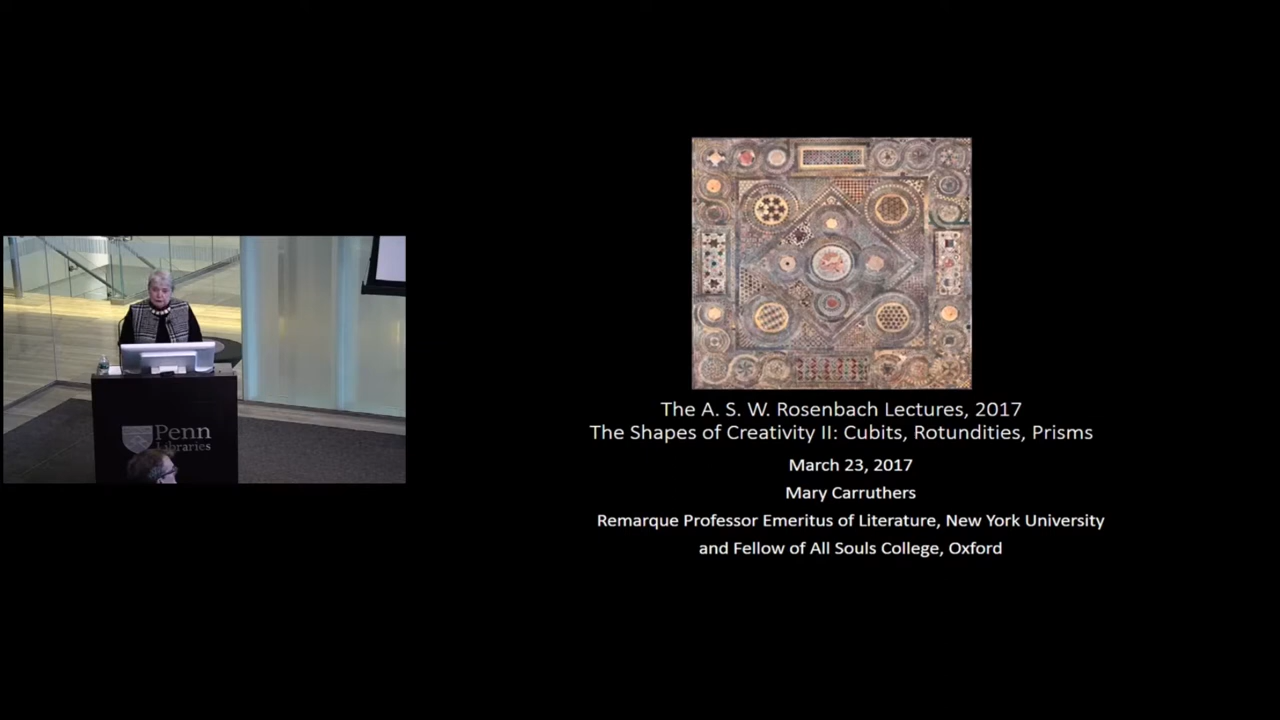 Penn
Libraries
The A. S. W. Rosenbach Lectures, 2017
The Shapes of Creativity II: Cubits, Rotundities, Prisms
March 23, 2017
Mary Carruthers
Remarque Professor Emeritus of Literature, New York University
and Fellow of All Souls College, Oxford